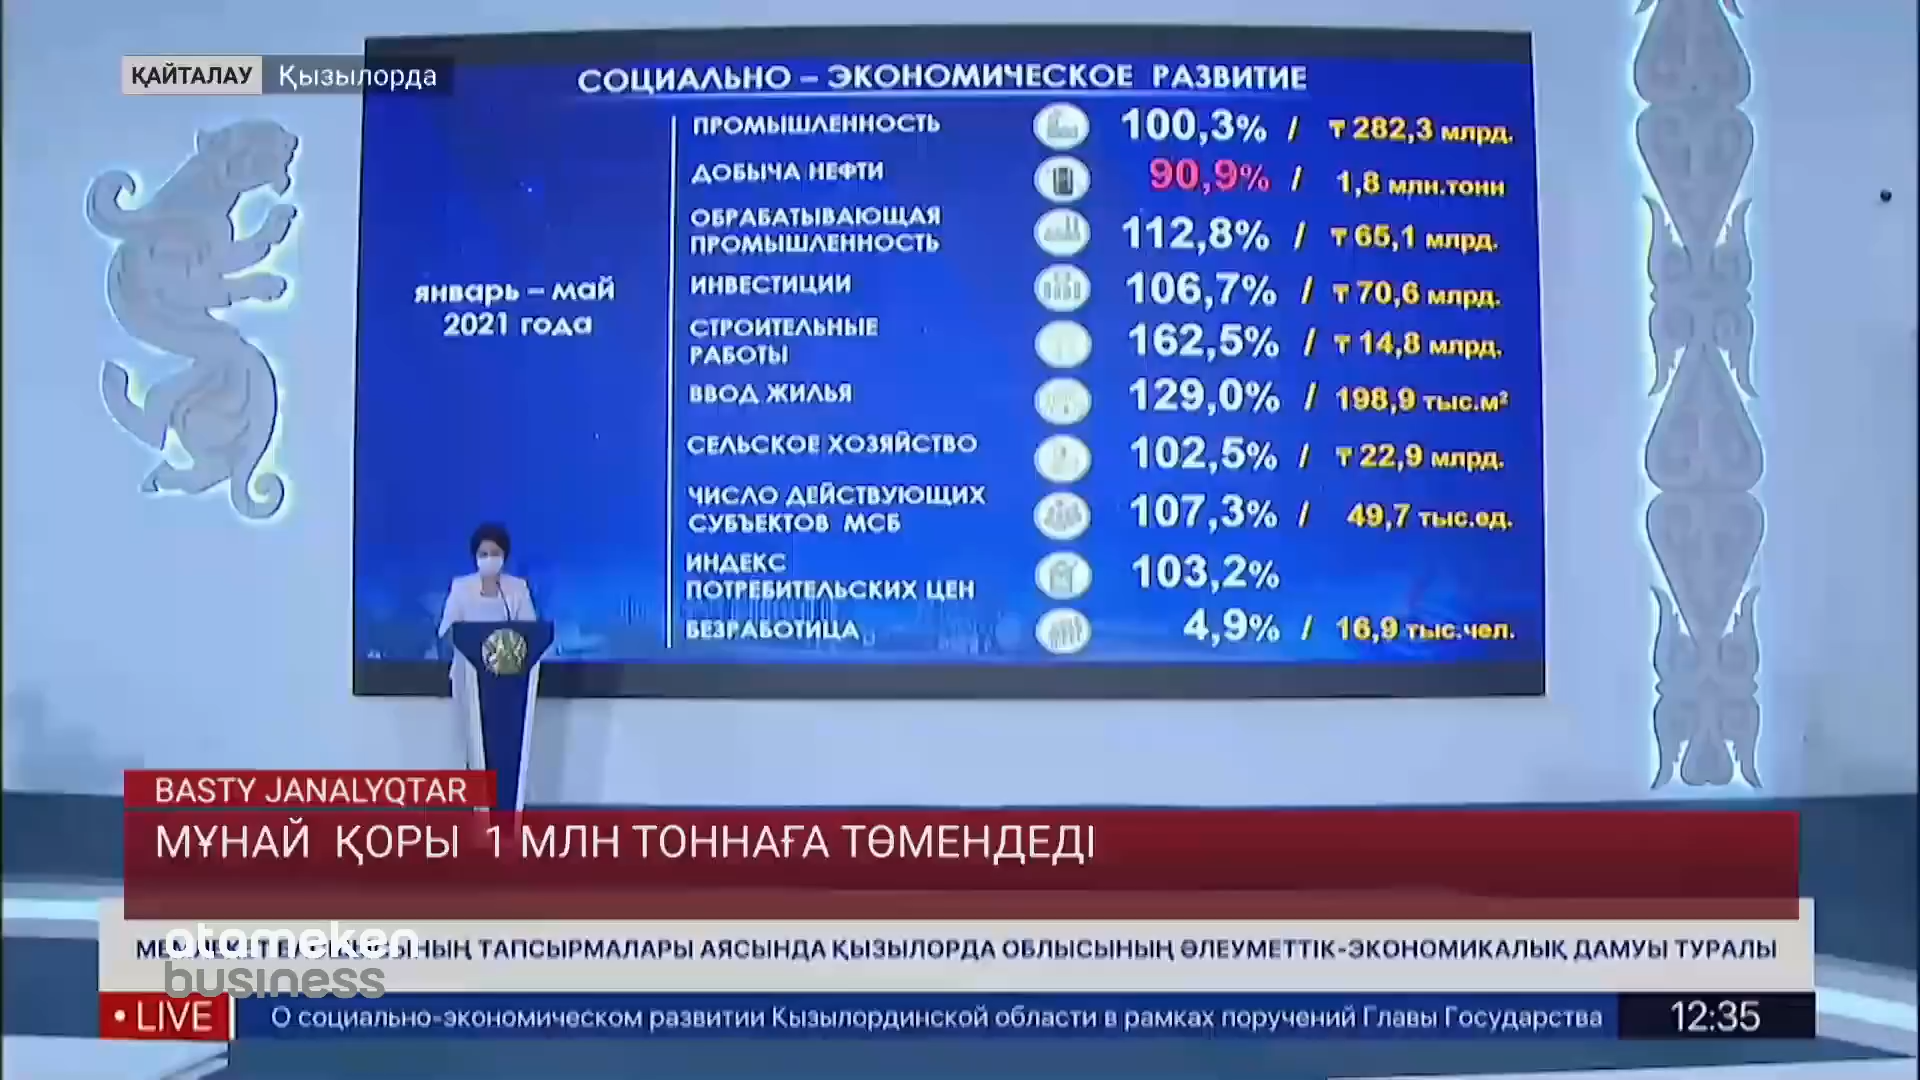 ҚАЙТАЛАУ Қызылорда
СОЦИАЛЬНО – ЭКОНОМИЧЕСКОЕ РАЗВИТИЕ
январь – май
2021 года
ПРОМЫШЛЕННОСТЬ 100,3% / ₸ 282,3 млрд.
ДОБЫЧА НЕФТИ 90,9% / 1,8 млн.тонн
ОБРАБАТЫВАЮЩАЯ
ПРОМЫШЛЕННОСТЬ 112,8% / ₸ 65,1 млрд.
ИНВЕСТИЦИИ 106,7% / ₸ 70,6 млрд.
СТРОИТЕЛЬНЫЕ
РАБОТЫ 162,5% / ₸ 14,8 млрд.
ВВОД ЖИЛЬЯ 129,0% / 198,9 тыс.м²
СЕЛЬСКОЕ ХОЗЯЙСТВО 102,5% / ₸ 22,9 млрд.
ЧИСЛО ДЕЙСТВУЮЩИХ
СУБЪЕКТОВ МСБ 107,3% / 49,7 тыс.ед.
ИНДЕКС
ПОТРЕБИТЕЛЬСКИХ ЦЕН 103,2%
БЕЗРАБОТИЦА 4,9% / 16,9 тыс.чел.
BASTY JANALYQTAR
МҰНАЙ ҚОРЫ 1 МЛН ТОННАҒА ТӨМЕНДЕДІ
otameken
business
ТАПСЫРМАЛАРЫ АЯСЫНДА ҚЫЗЫЛОРДА ОБЛЫСЫНЫҢ ӘЛЕУМЕТТІК-ЭКОНОМИКАЛЫҚ ДАМУЫ ТУРАЛЫ
• LIVE О социально-экономическом развитии Кызылординской области в рамках поручений Главы Государства 12:35